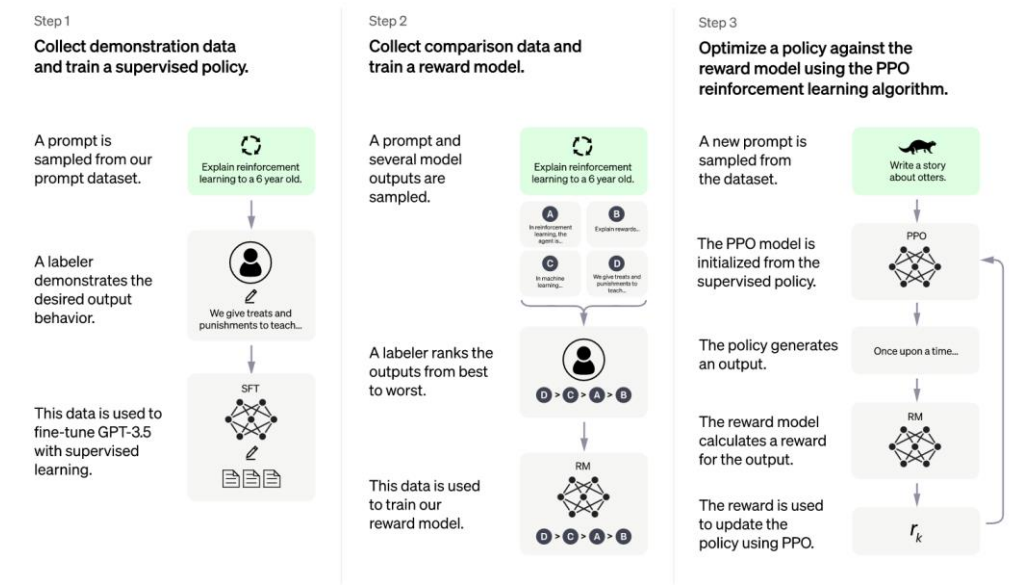 Step 1
Collect demonstration data
and train a supervised policy.
A prompt is
sampled from our
prompt dataset.
Explain reinforcement
learning to a 6 year old.
A labeler
demonstrates the
desired output
behavior.
We give treats and
punishments to teach...
This data is used to
fine-tune GPT-3.5
with supervised
learning.
SFT
Step 2
Collect comparison data and
train a reward model.
A prompt and
several model
outputs are
sampled.
Explain reinforcement
learning to a 6 year old.
A
In reinforcement
learning, the
agent is...
B
Explain rewards...
C
In machine
learning...
D
We give treats and
punishments to
teach...
A labeler ranks the
outputs from best
to worst.
D > C > A > B
This data is used
to train our
reward model.
RM
D > C > A > B
Step 3
Optimize a policy against the
reward model using the PPO
reinforcement learning algorithm.
A new prompt is
sampled from
the dataset.
Write a story
about otters.
The PPO model is
initialized from the
supervised policy.
PPO
The policy generates
an output.
Once upon a time...
The reward model
calculates a reward
for the output.
RM
The reward is used
to update the
policy using PPO.
rk